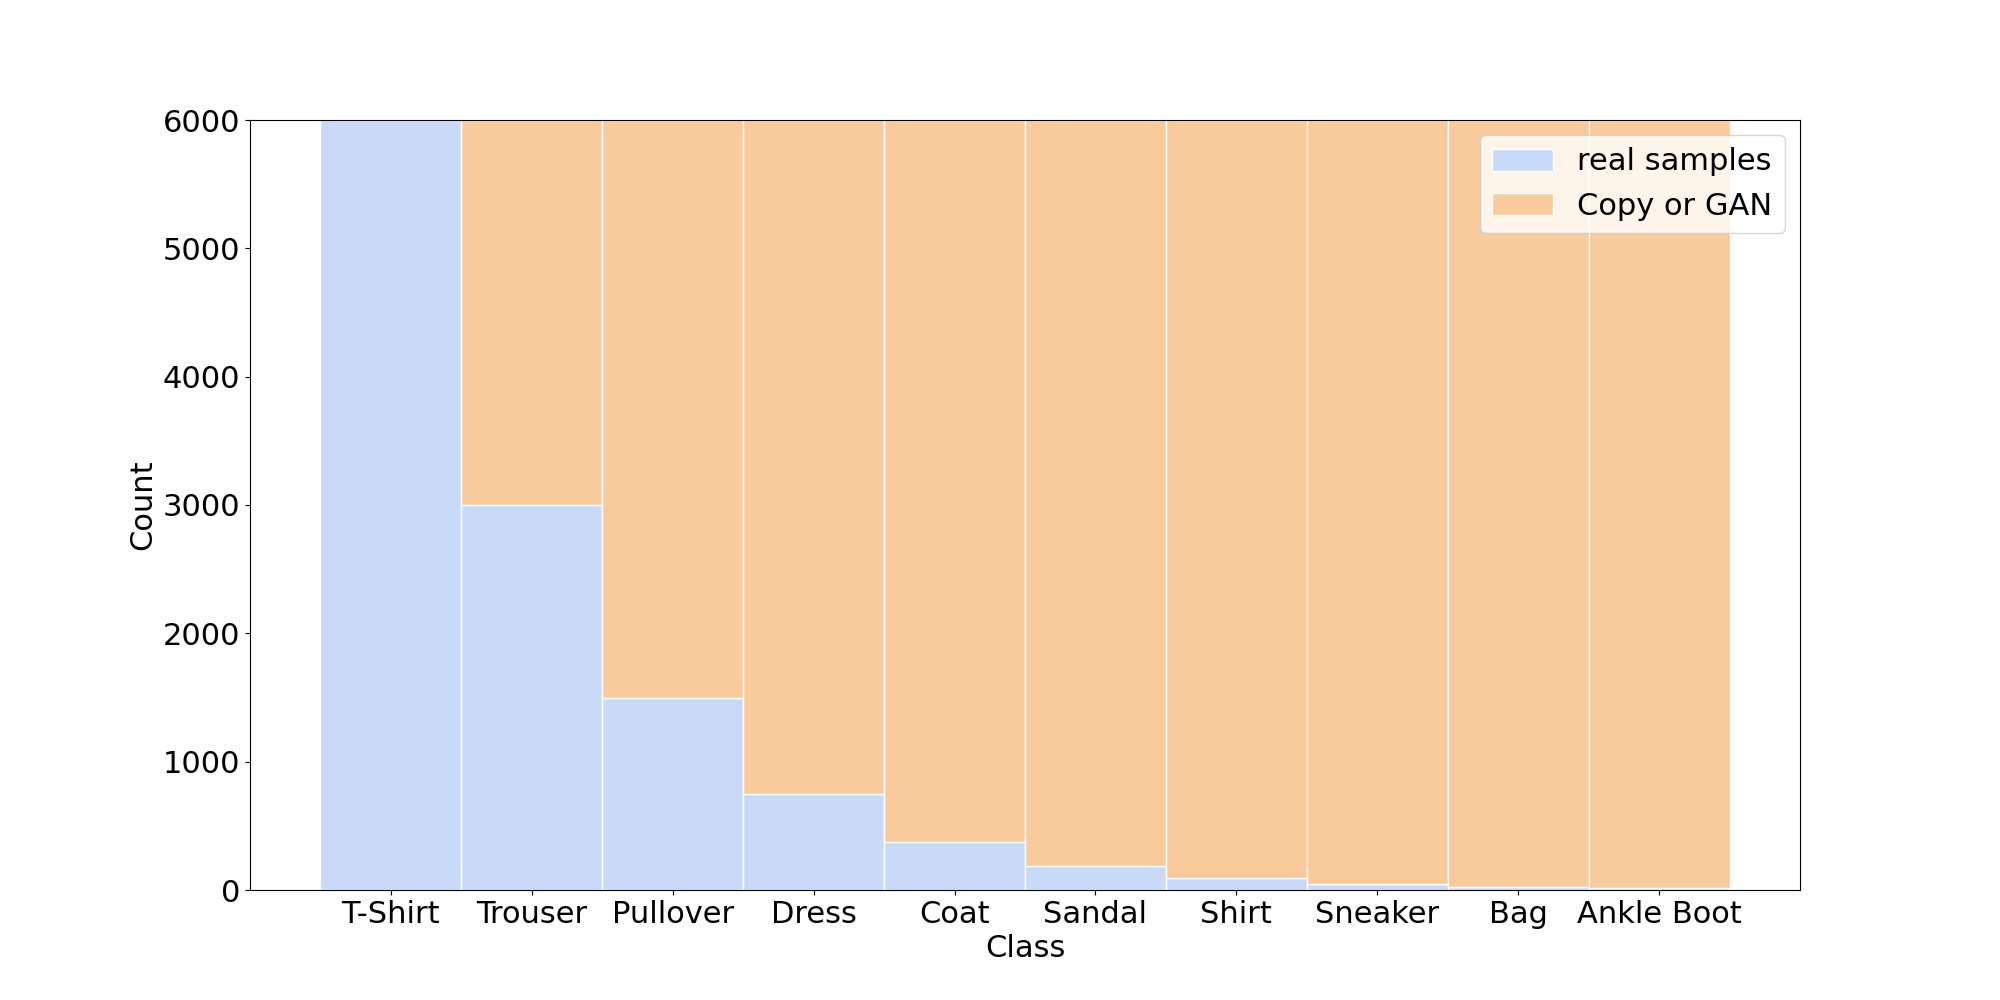 6000
5000
4000
3000
2000
1000
0
Count
real samples
Copy or GAN
T-Shirt Trouser Pullover Dress Coat Sandal Shirt Sneaker Bag Ankle Boot
Class